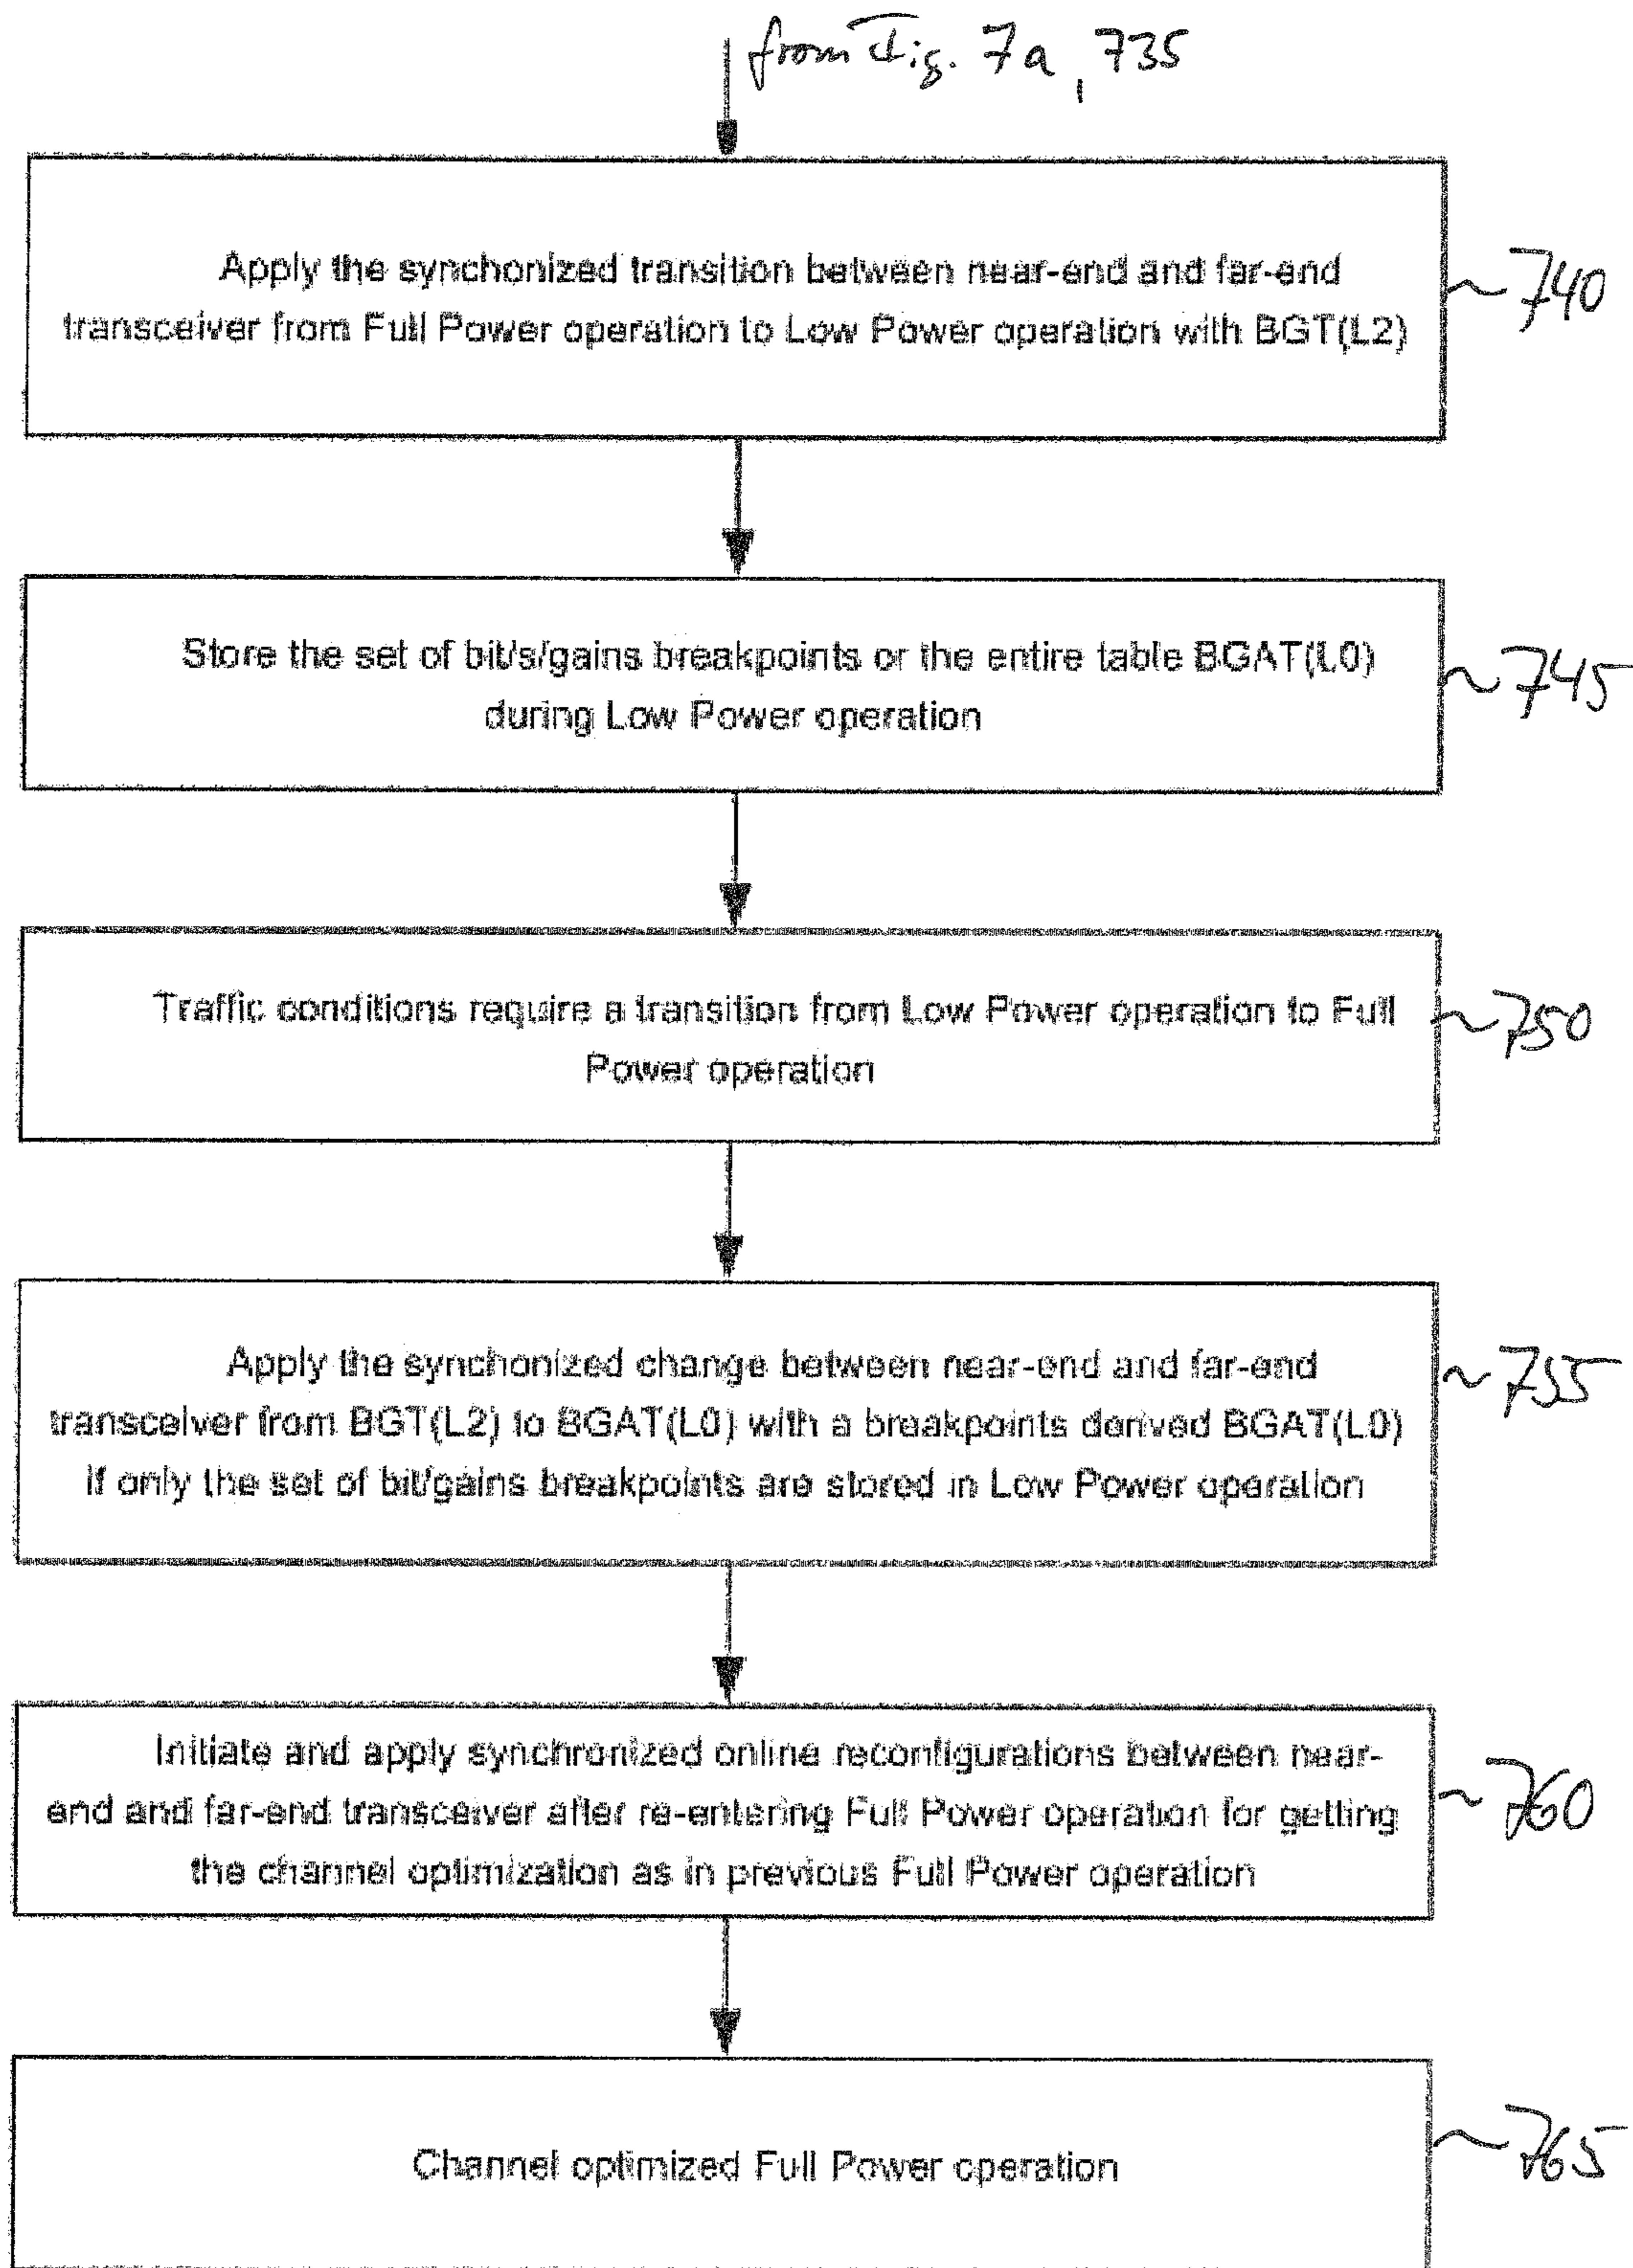 from Fig. 7a, 735
Apply the synchonized transition between near-end and far-end
transceiver from Full Power operation to Low Power operation with BGT(L2)
~740
Store the set of bit/s/gains breakpoints or the entire table BGAT(L0)
during Low Power operation
~745
Traffic conditions require a transition from Low Power operation to Full
Power operation
~750
Apply the synchonized change between near-end and far-end
transceiver from BGT(L2) to BGAT(L0) with a breakpoints derived BGAT(L0)
if only the set of bit/gains breakpoints are stored in Low Power operation
~755
Initiate and apply synchronized online reconfigurations between near-
end and far-end transceiver after re-entering Full Power operation for getting
the channel optimization as in previous Full Power operation
~760
Channel optimized Full Power operation
~765